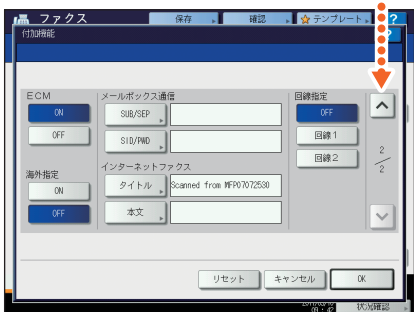 ファクス 保存 確認 テンプレート ?
付加機能
ECM メールボックス通信 回線指定
ON SUB/SEP OFF
OFF SID/PWD 回線1
インターネットファクス 回線2
2
2
海外指定
ON タイトル Scanned from MFP07072530
OFF 本文
リセット キャンセル OK
状況確認